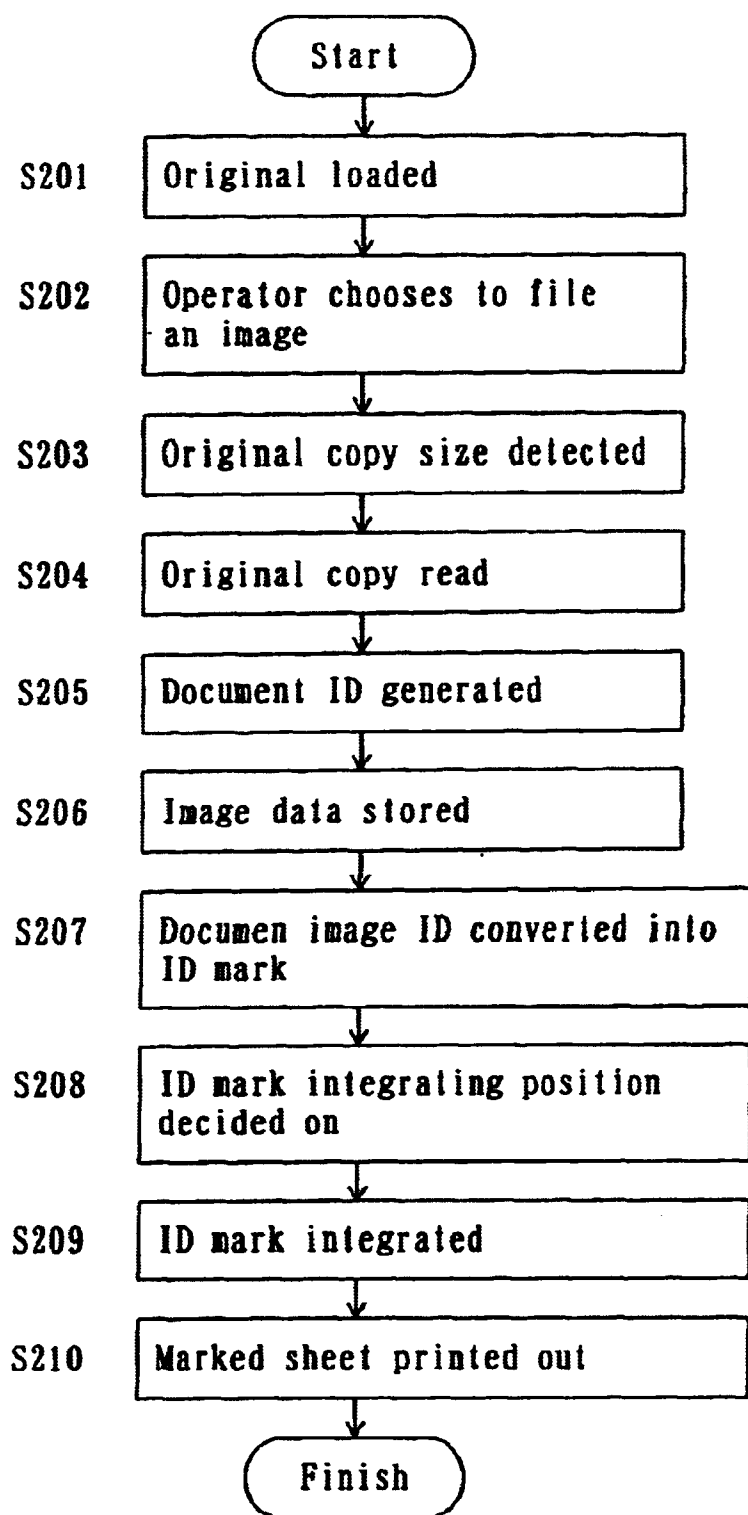 Start
S201 Original loaded
S202 Operator chooses to file
an image
S203 Original copy size detected
S204 Original copy read
S205 Document ID generated
S206 Image data stored
S207 Documen image ID converted into
ID mark
S208 ID mark integrating position
decided on
S209 ID mark integrated
S210 Marked sheet printed out
Finish